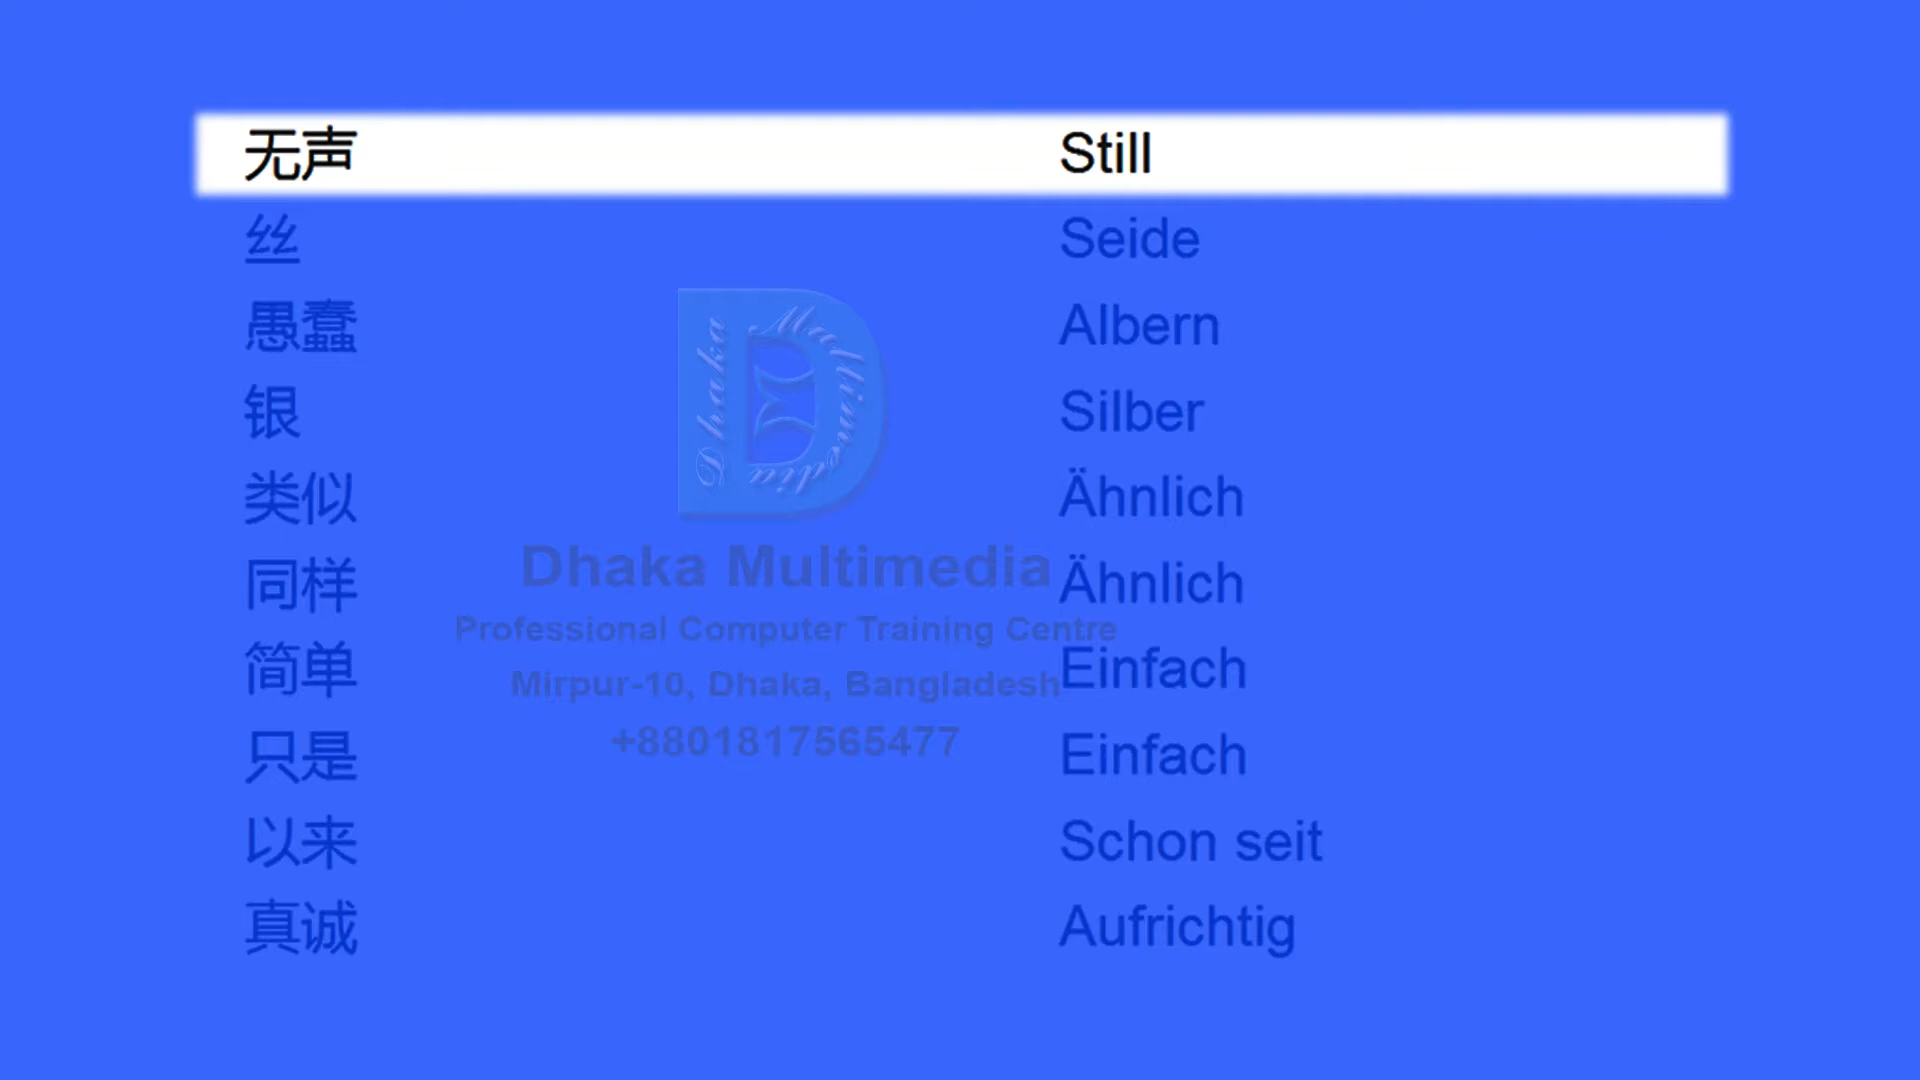 无声 Still
丝 Seide
愚蠢 Albern
银 Silber
类似 Ähnlich
同样 Ähnlich
简单 Einfach
只是 Einfach
以来 Schon seit
真诚 Aufrichtig
Dhaka Multimedia
Dhaka Multimedia
Professional Computer Training Centre
Mirpur-10, Dhaka, Bangladesh
+8801817565477